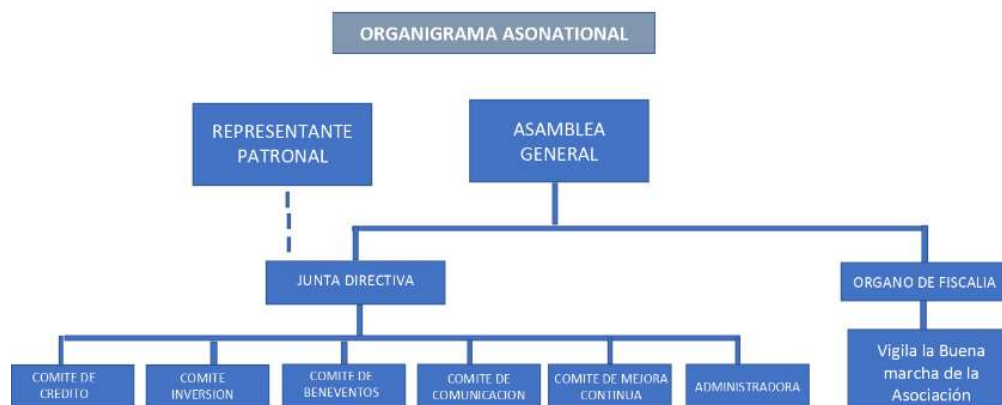 ORGANIGRAMA ASONATIONAL
REPRESENTANTE
PATRONAL
ASAMBLEA
GENERAL
JUNTA DIRECTIVA
ORGANO DE FISCALIA
COMITE DE
CREDITO
COMITE
INVERSION
COMITE DE
BENEVENTOS
COMITE DE
COMUNICACION
COMITE DE MEJORA
CONTINUA
ADMINISTRADORA
Vigila la Buena
marcha de la
Asociación